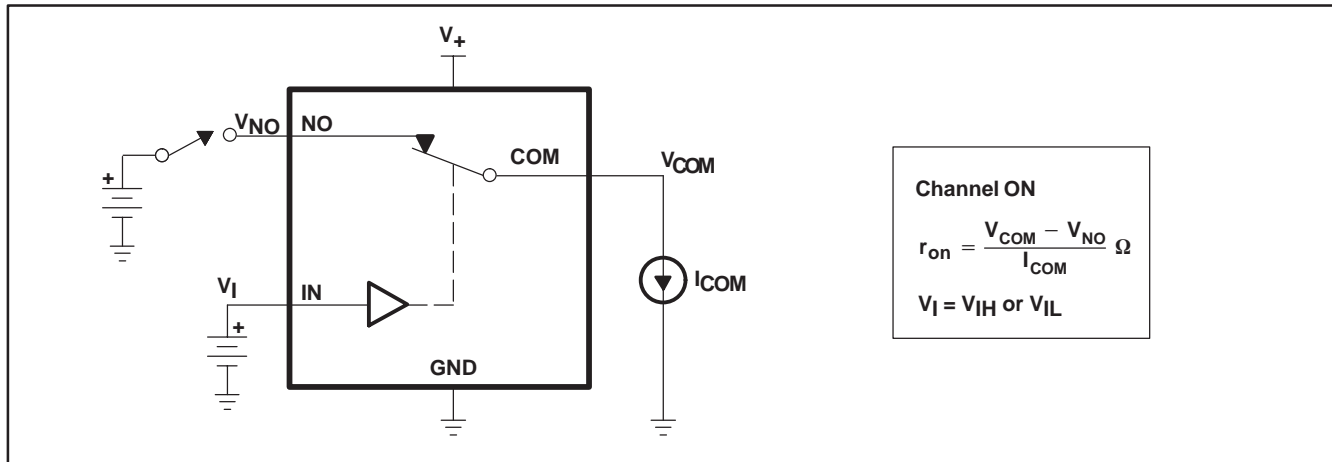 V+
VNO NO
COM
VCOM
+
VI IN
ICOM
+
GND
Channel ON
ron = VCOM − VNO / ICOM Ω
VI = VIH or VIL